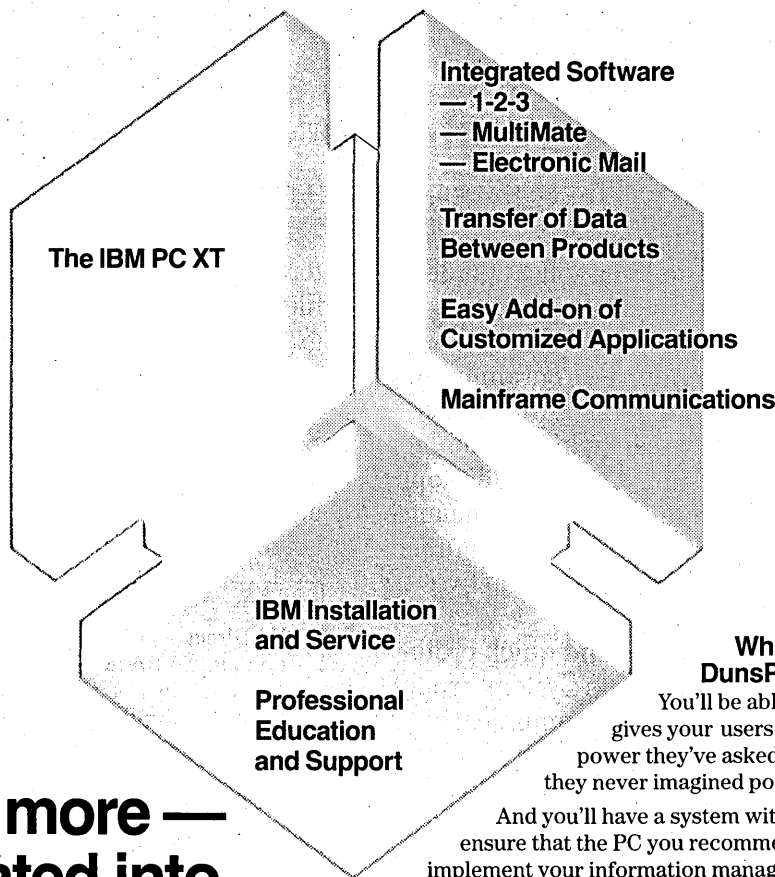 The IBM PC XT
Integrated Software
— 1-2-3
— MultiMate
— Electronic Mail
Transfer of Data
Between Products
Easy Add-on of
Customized Applications
Mainframe Communications
IBM Installation
and Service
Professional
Education
and Support
more —
ated into
Wh
DunsP
You'll be abl
gives your users
power they've asked
they never imagined po
And you'll have a system wit
ensure that the PC you recomme
implement your information manag